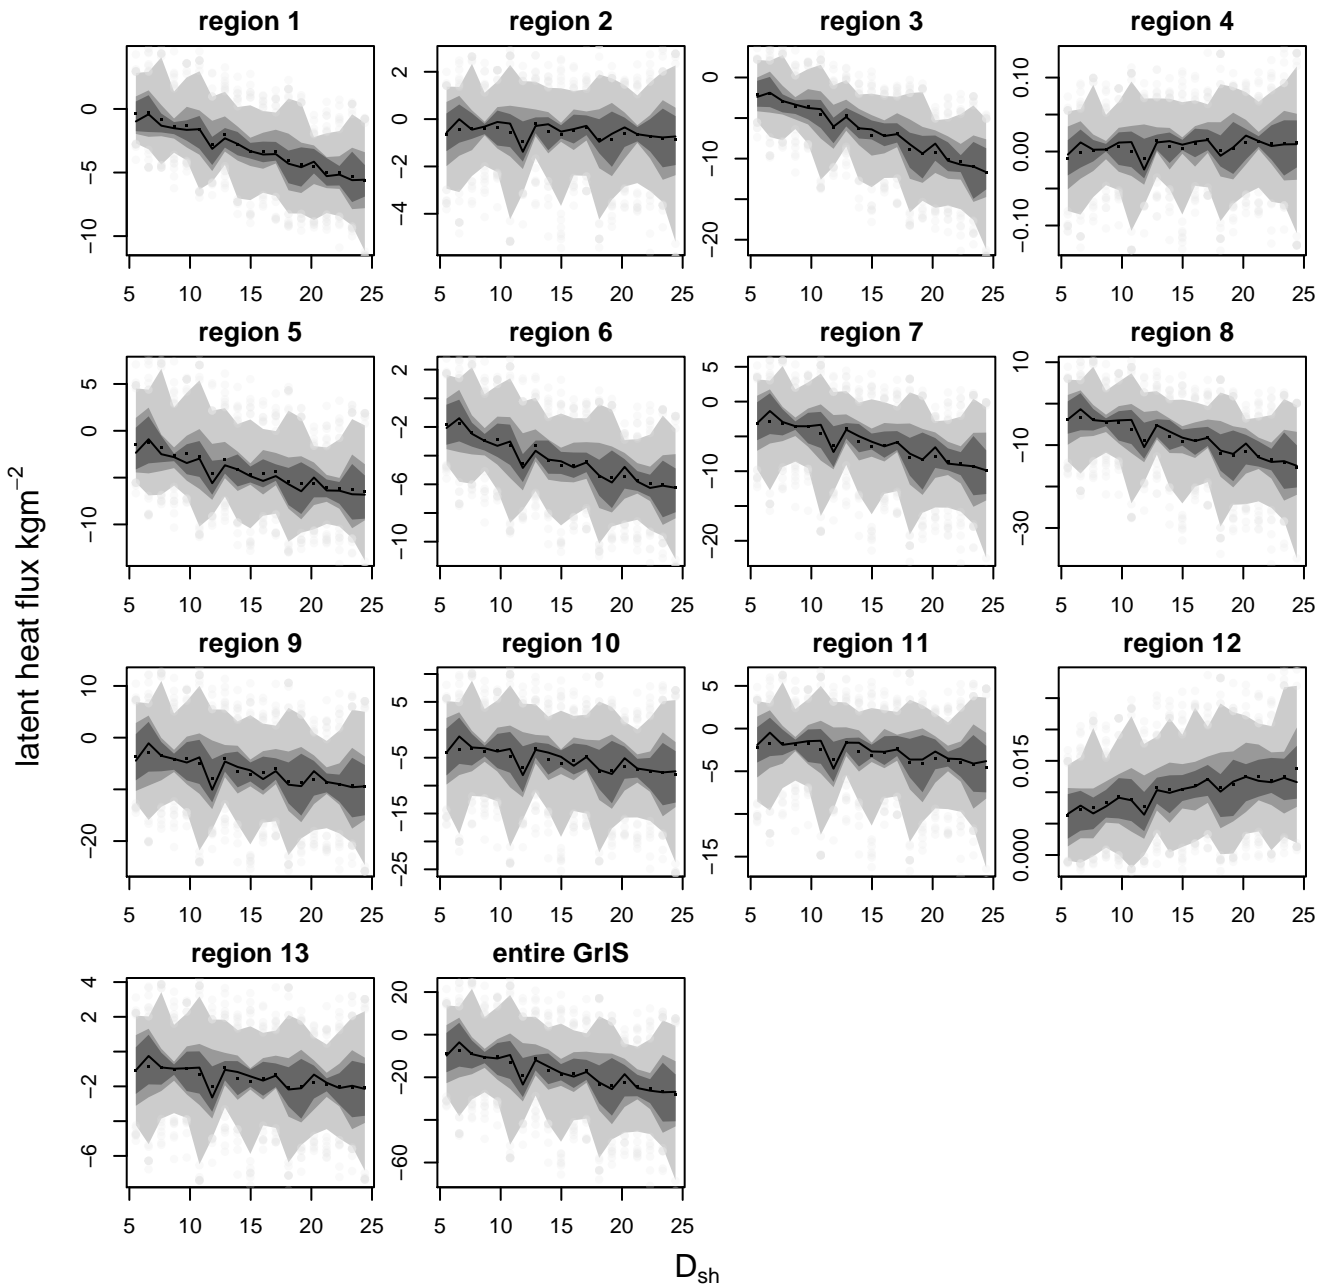 region 1 region 2 region 3 region 4
2 0 −2 −4
0 −5 −10
0 −10 −20
0.10 0.00 −0.10
5 10 15 20 25 5 10 15 20 25 5 10 15 20 25 5 10 15 20 25
region 5 region 6 region 7 region 8
5 0 −5 −10
2 −2 −6 −10
5 0 −10 −20
10 −10 −30
5 10 15 20 25 5 10 15 20 25 5 10 15 20 25 5 10 15 20 25
latent heat flux kgm−2
region 9 region 10 region 11 region 12
10 0 −20
5 −5 −15 −25
5 0 −5 −15
0.015 0.000
5 10 15 20 25 5 10 15 20 25 5 10 15 20 25 5 10 15 20 25
region 13 entire GrIS
4 2 −2 −6
20 0 −20 −60
5 10 15 20 25 5 10 15 20 25
Dsh